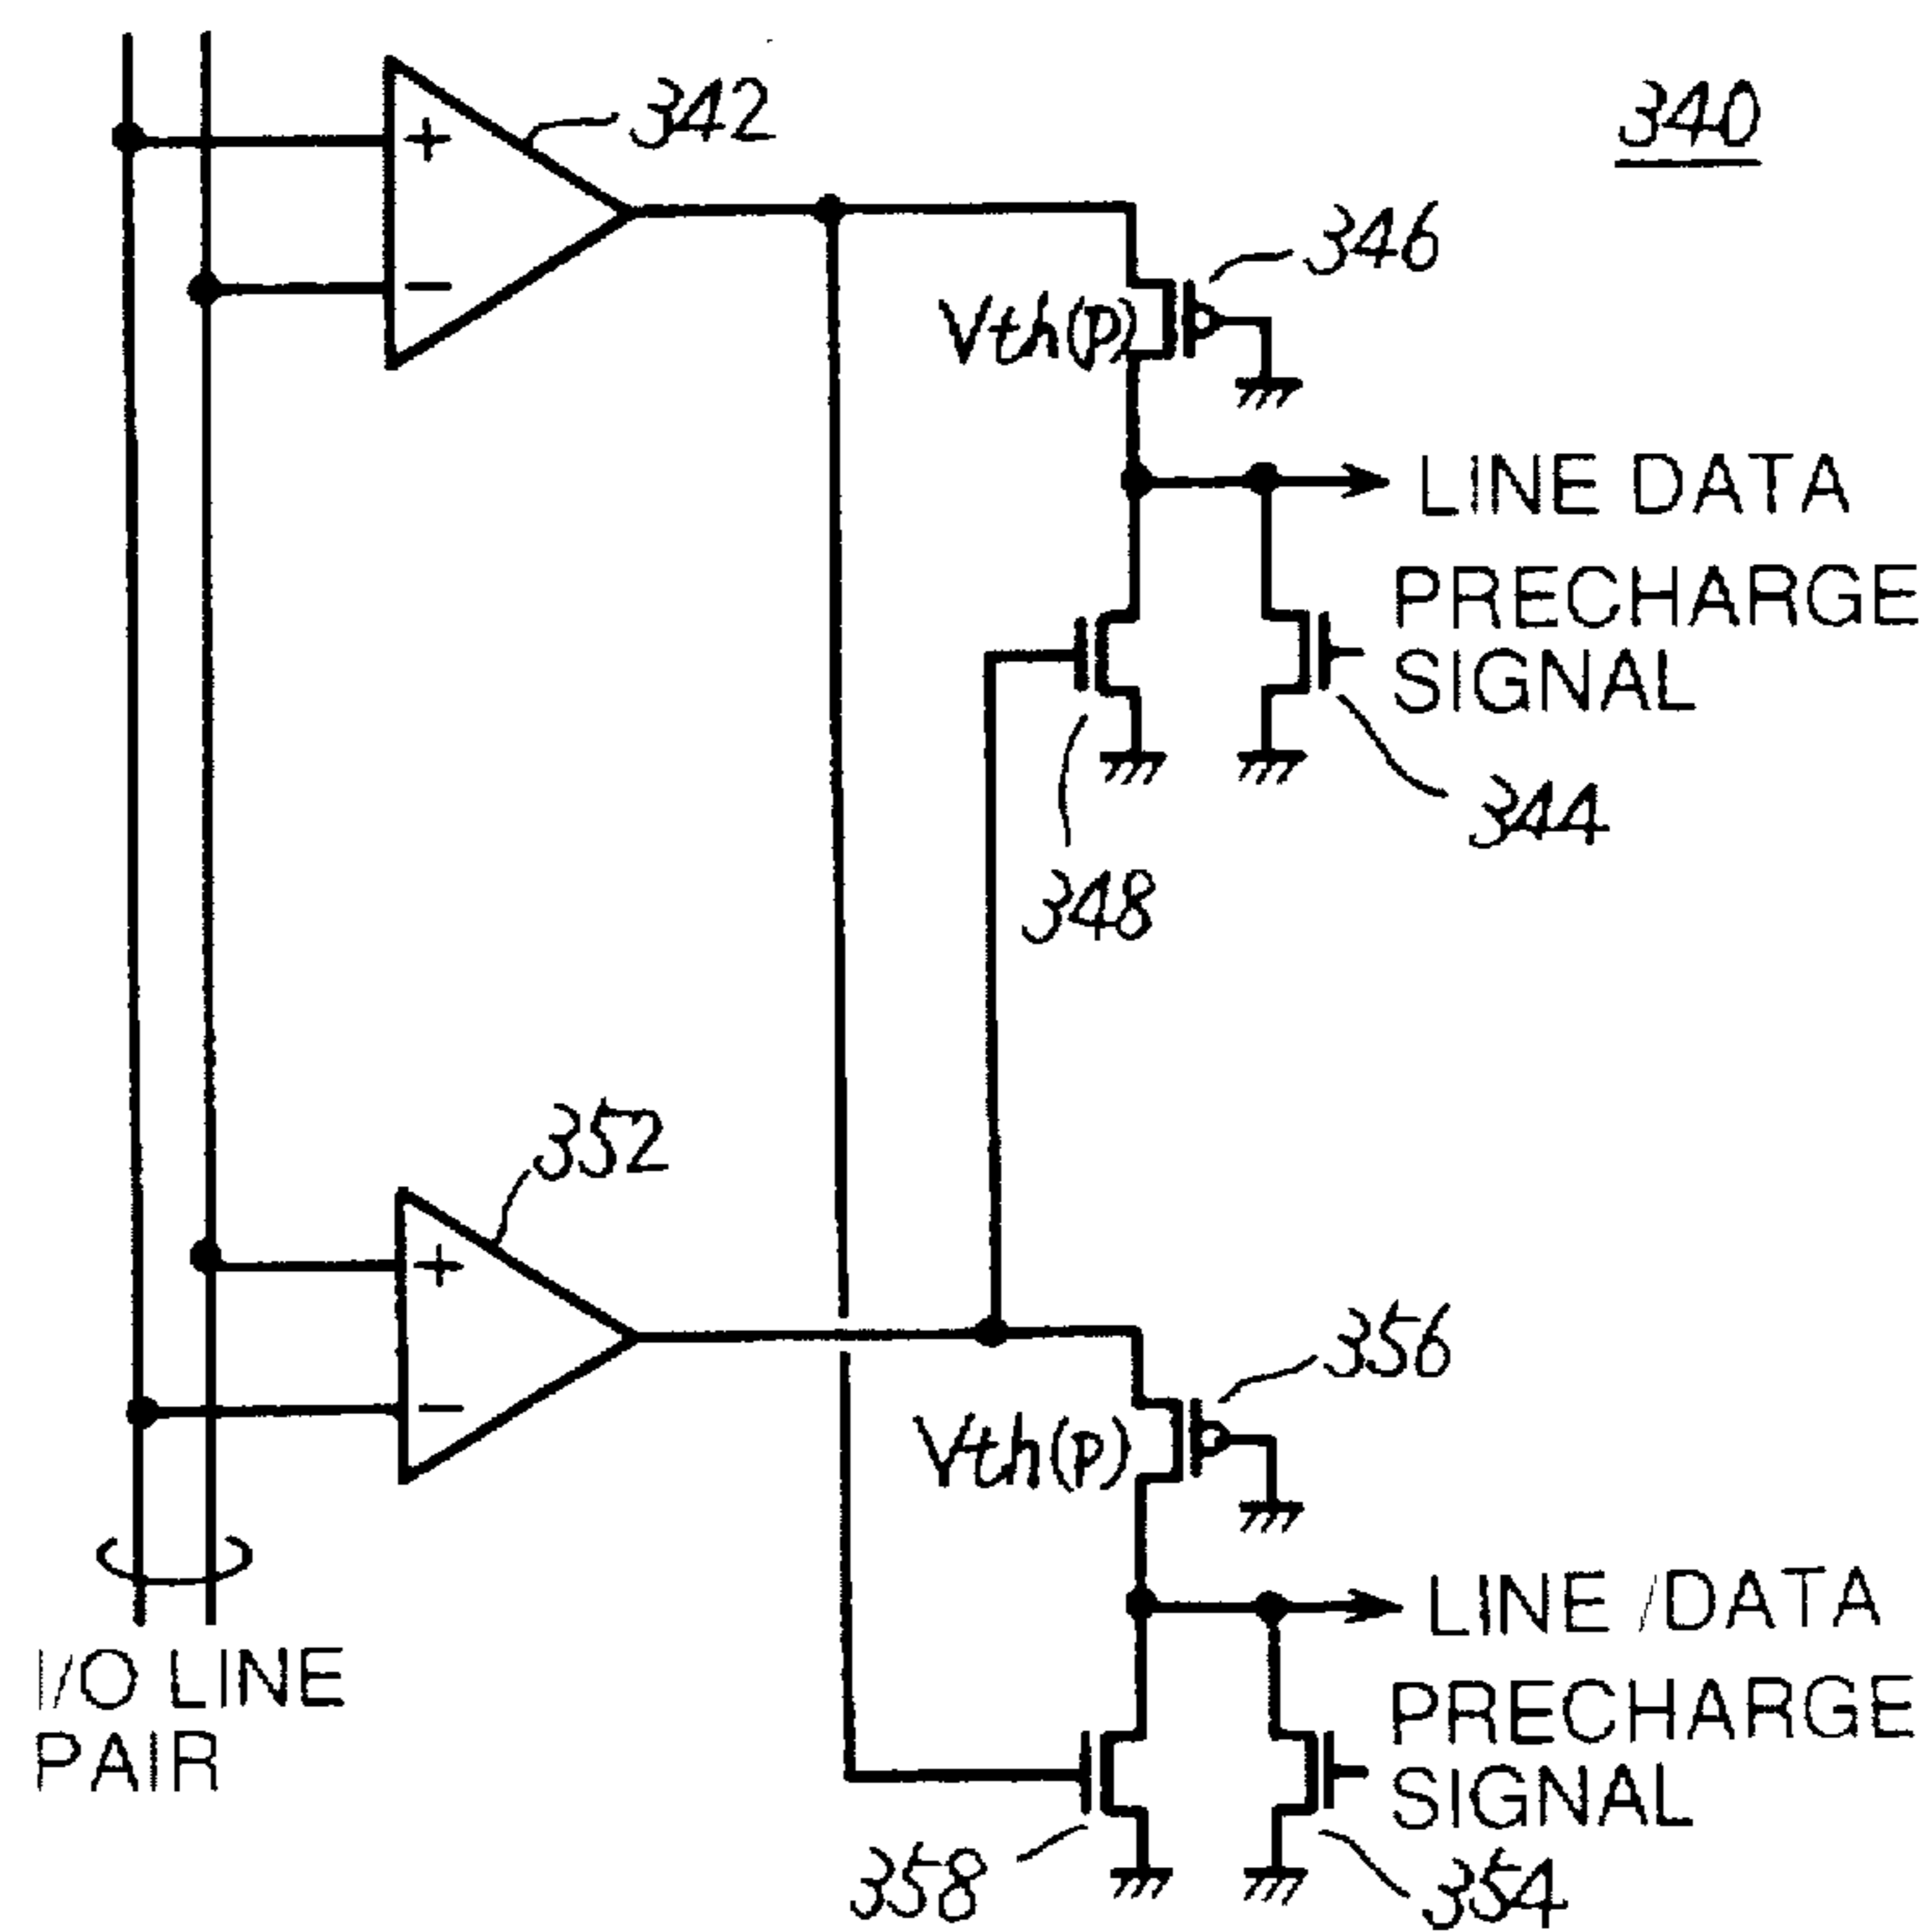 342
340
+
346
−
Vth(p)
LINE DATA
PRECHARGE
SIGNAL
344
348
352
+
356
−
Vth(p)
LINE /DATA
I/O LINE
PAIR
PRECHARGE
SIGNAL
358
354